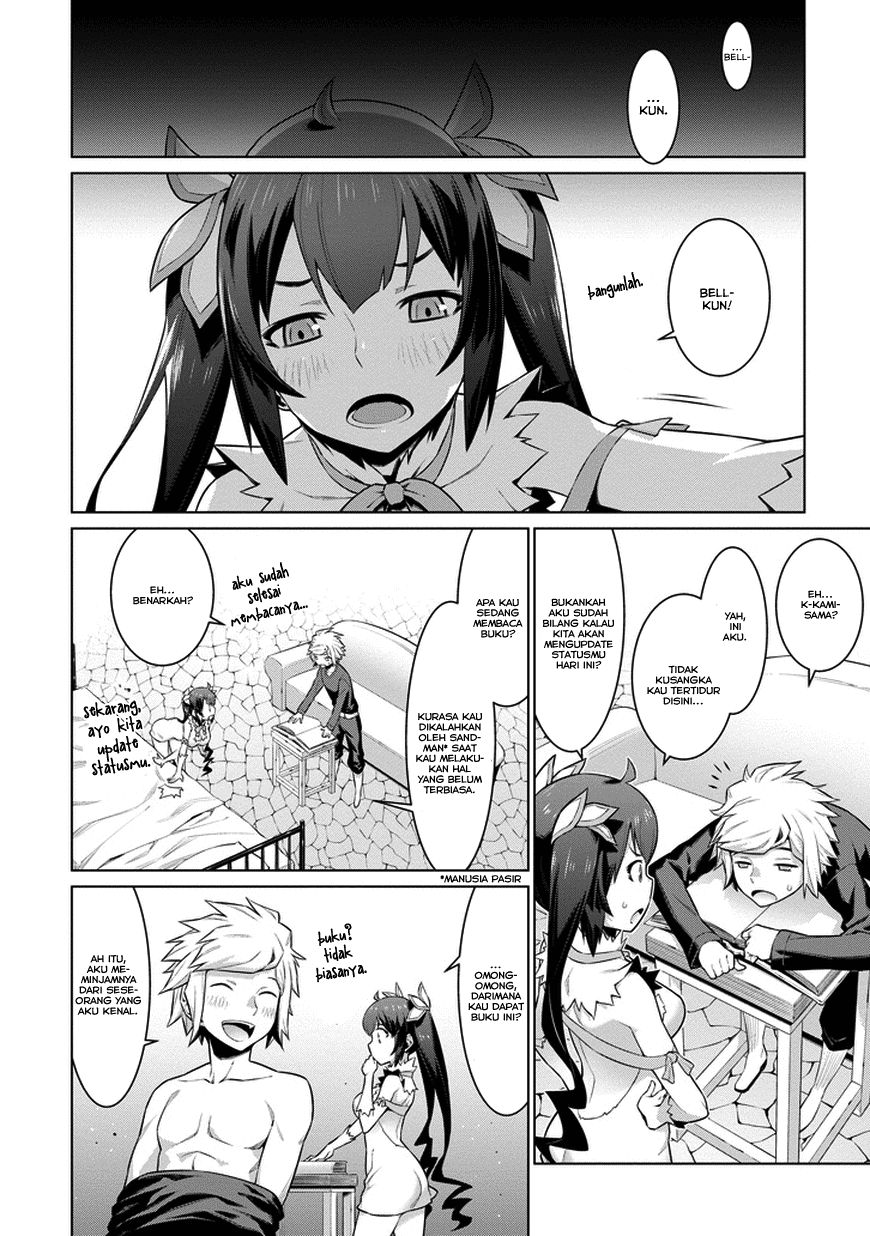 ...
BELL-
...
KUN.
BELL-
KUN!
bangunlah.
EH...
K-KAMI-
SAMA?
YAH,
INI
AKU.
TIDAK
KUSANGKA
KAU TERTIDUR
DISINI...
BUKANKAH
AKU SUDAH
BILANG KALAU
KITA AKAN
MENGUPDATE
STATUSMU
HARI INI?
APA KAU
SEDANG
MEMBACA
BUKU?
KURASA KAU
DIKALAHKAN
OLEH SAND-
MAN* SAAT
KAU MELAKU-
KAN HAL
YANG BELUM
TERBIASA.
*MANUSIA PASIR
aku sudah
selesai
membacanya...
EH...
BENARKAH?
sekarang,
ayo kita
update
statusmu.
...
OMONG-
OMONG,
DARIMANA
KAU DAPAT
BUKU INI?
buku?
tidak
biasanya.
AH ITU,
AKU ME-
MINJAMNYA
DARI SESE-
ORANG YANG
AKU KENAL.